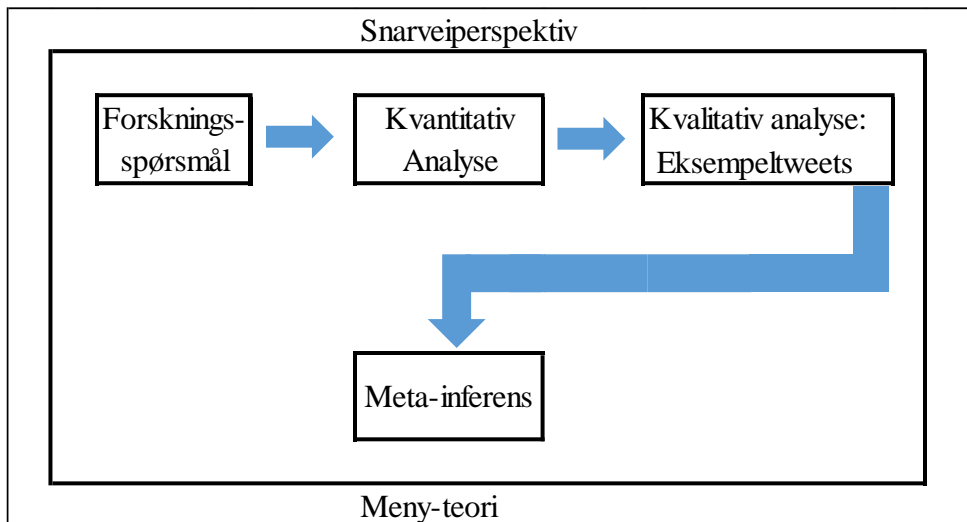 Snarveiperspektiv
Forsknings-
spørsmål
Kvantitativ
Analyse
Kvalitativ analyse:
Eksempeltweets
Meta-inferens
Meny-teori